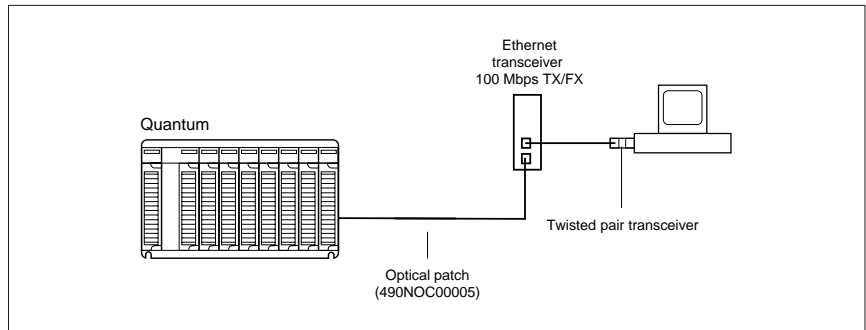 Ethernet
transceiver
100 Mbps TX/FX
Quantum
Twisted pair transceiver
Optical patch
(490NOC00005)